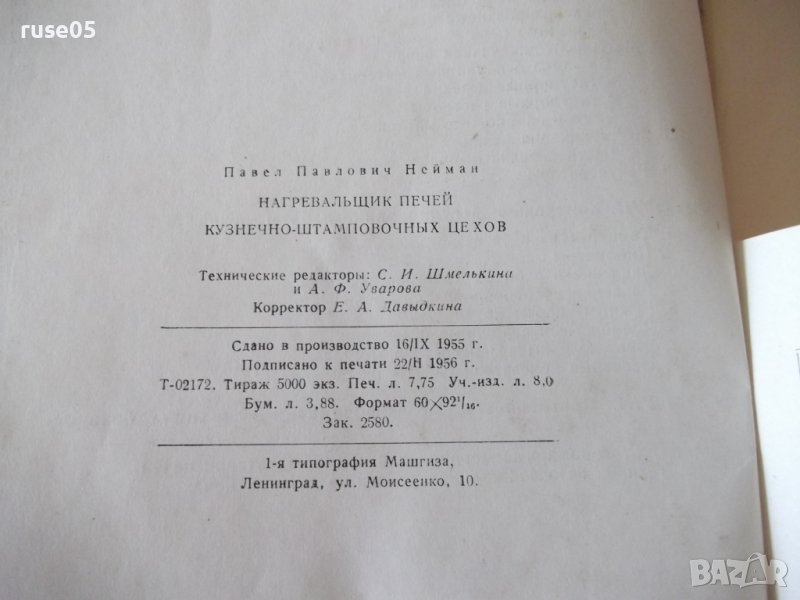 ruse05
Павел Павлович Нейман
НАГРЕВАЛЬЩИК ПЕЧЕЙ
КУЗНЕЧНО-ШТАМПОВОЧНЫХ ЦЕХОВ
Технические редакторы: С. И. Шмелькина
и А. Ф. Уварова
Корректор Е. А. Давыдкина
Сдано в производство 16/IX 1955 г.
Подписано к печати 22/II 1956 г.
Т-02172. Тираж 5000 экз. Печ. л. 7,75 Уч.-изд. л. 8,0
Бум. л. 3,88. Формат 60×92¹/₁₆.
Зак. 2580.
1-я типография Машгиза,
Ленинград, ул. Моисеенко, 10.
BAZAR